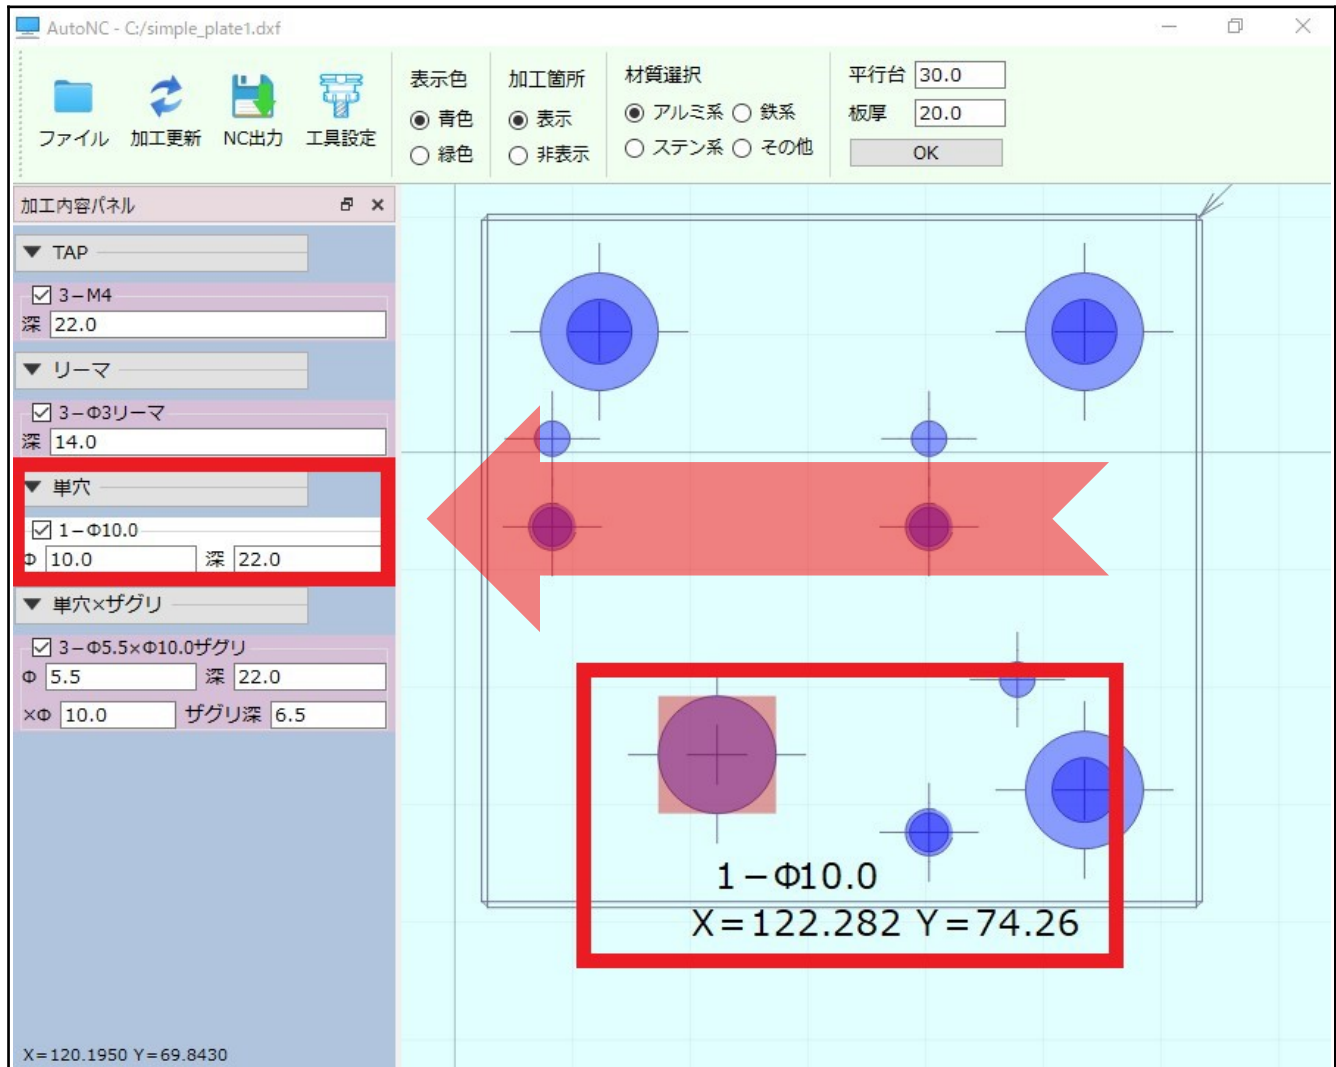 AutoNC - C:/simple_plate1.dxf
ファイル
加工更新
NC出力
工具設定
表示色
青色
緑色
加工箇所
表示
非表示
材質選択
アルミ系 鉄系
ステン系 その他
平行台 30.0
板厚 20.0
OK
加工内容パネル
TAP
3-M4
深 22.0
リーマ
3-Φ3リーマ
深 14.0
単穴
1-Φ10.0
Φ 10.0 深 22.0
単穴×ザグリ
3-Φ5.5×Φ10.0ザグリ
Φ 5.5 深 22.0
×Φ 10.0 ザグリ深 6.5
1-Φ10.0
X=122.282 Y=74.26
X=120.1950 Y=69.8430